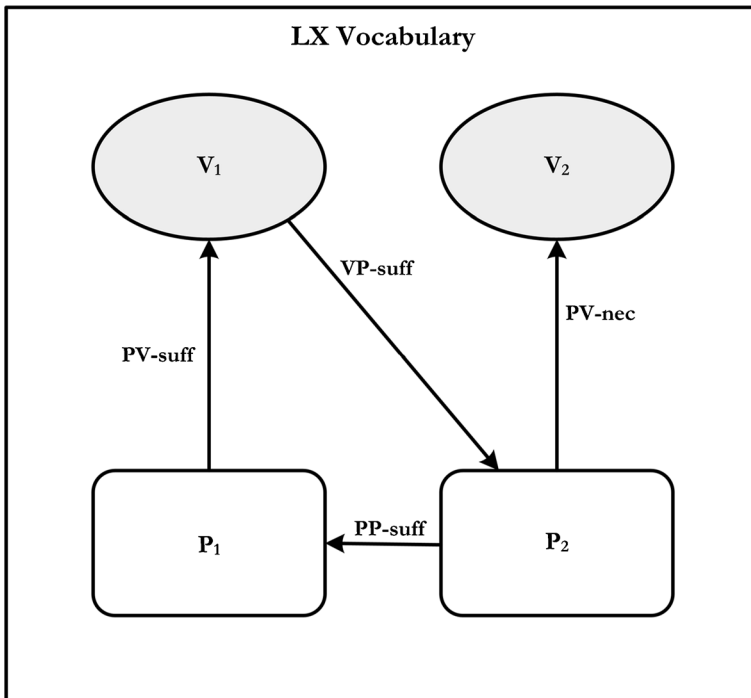 LX Vocabulary
V₁
V₂
VP-suff
PV-nec
PV-suff
PP-suff
P₁
P₂